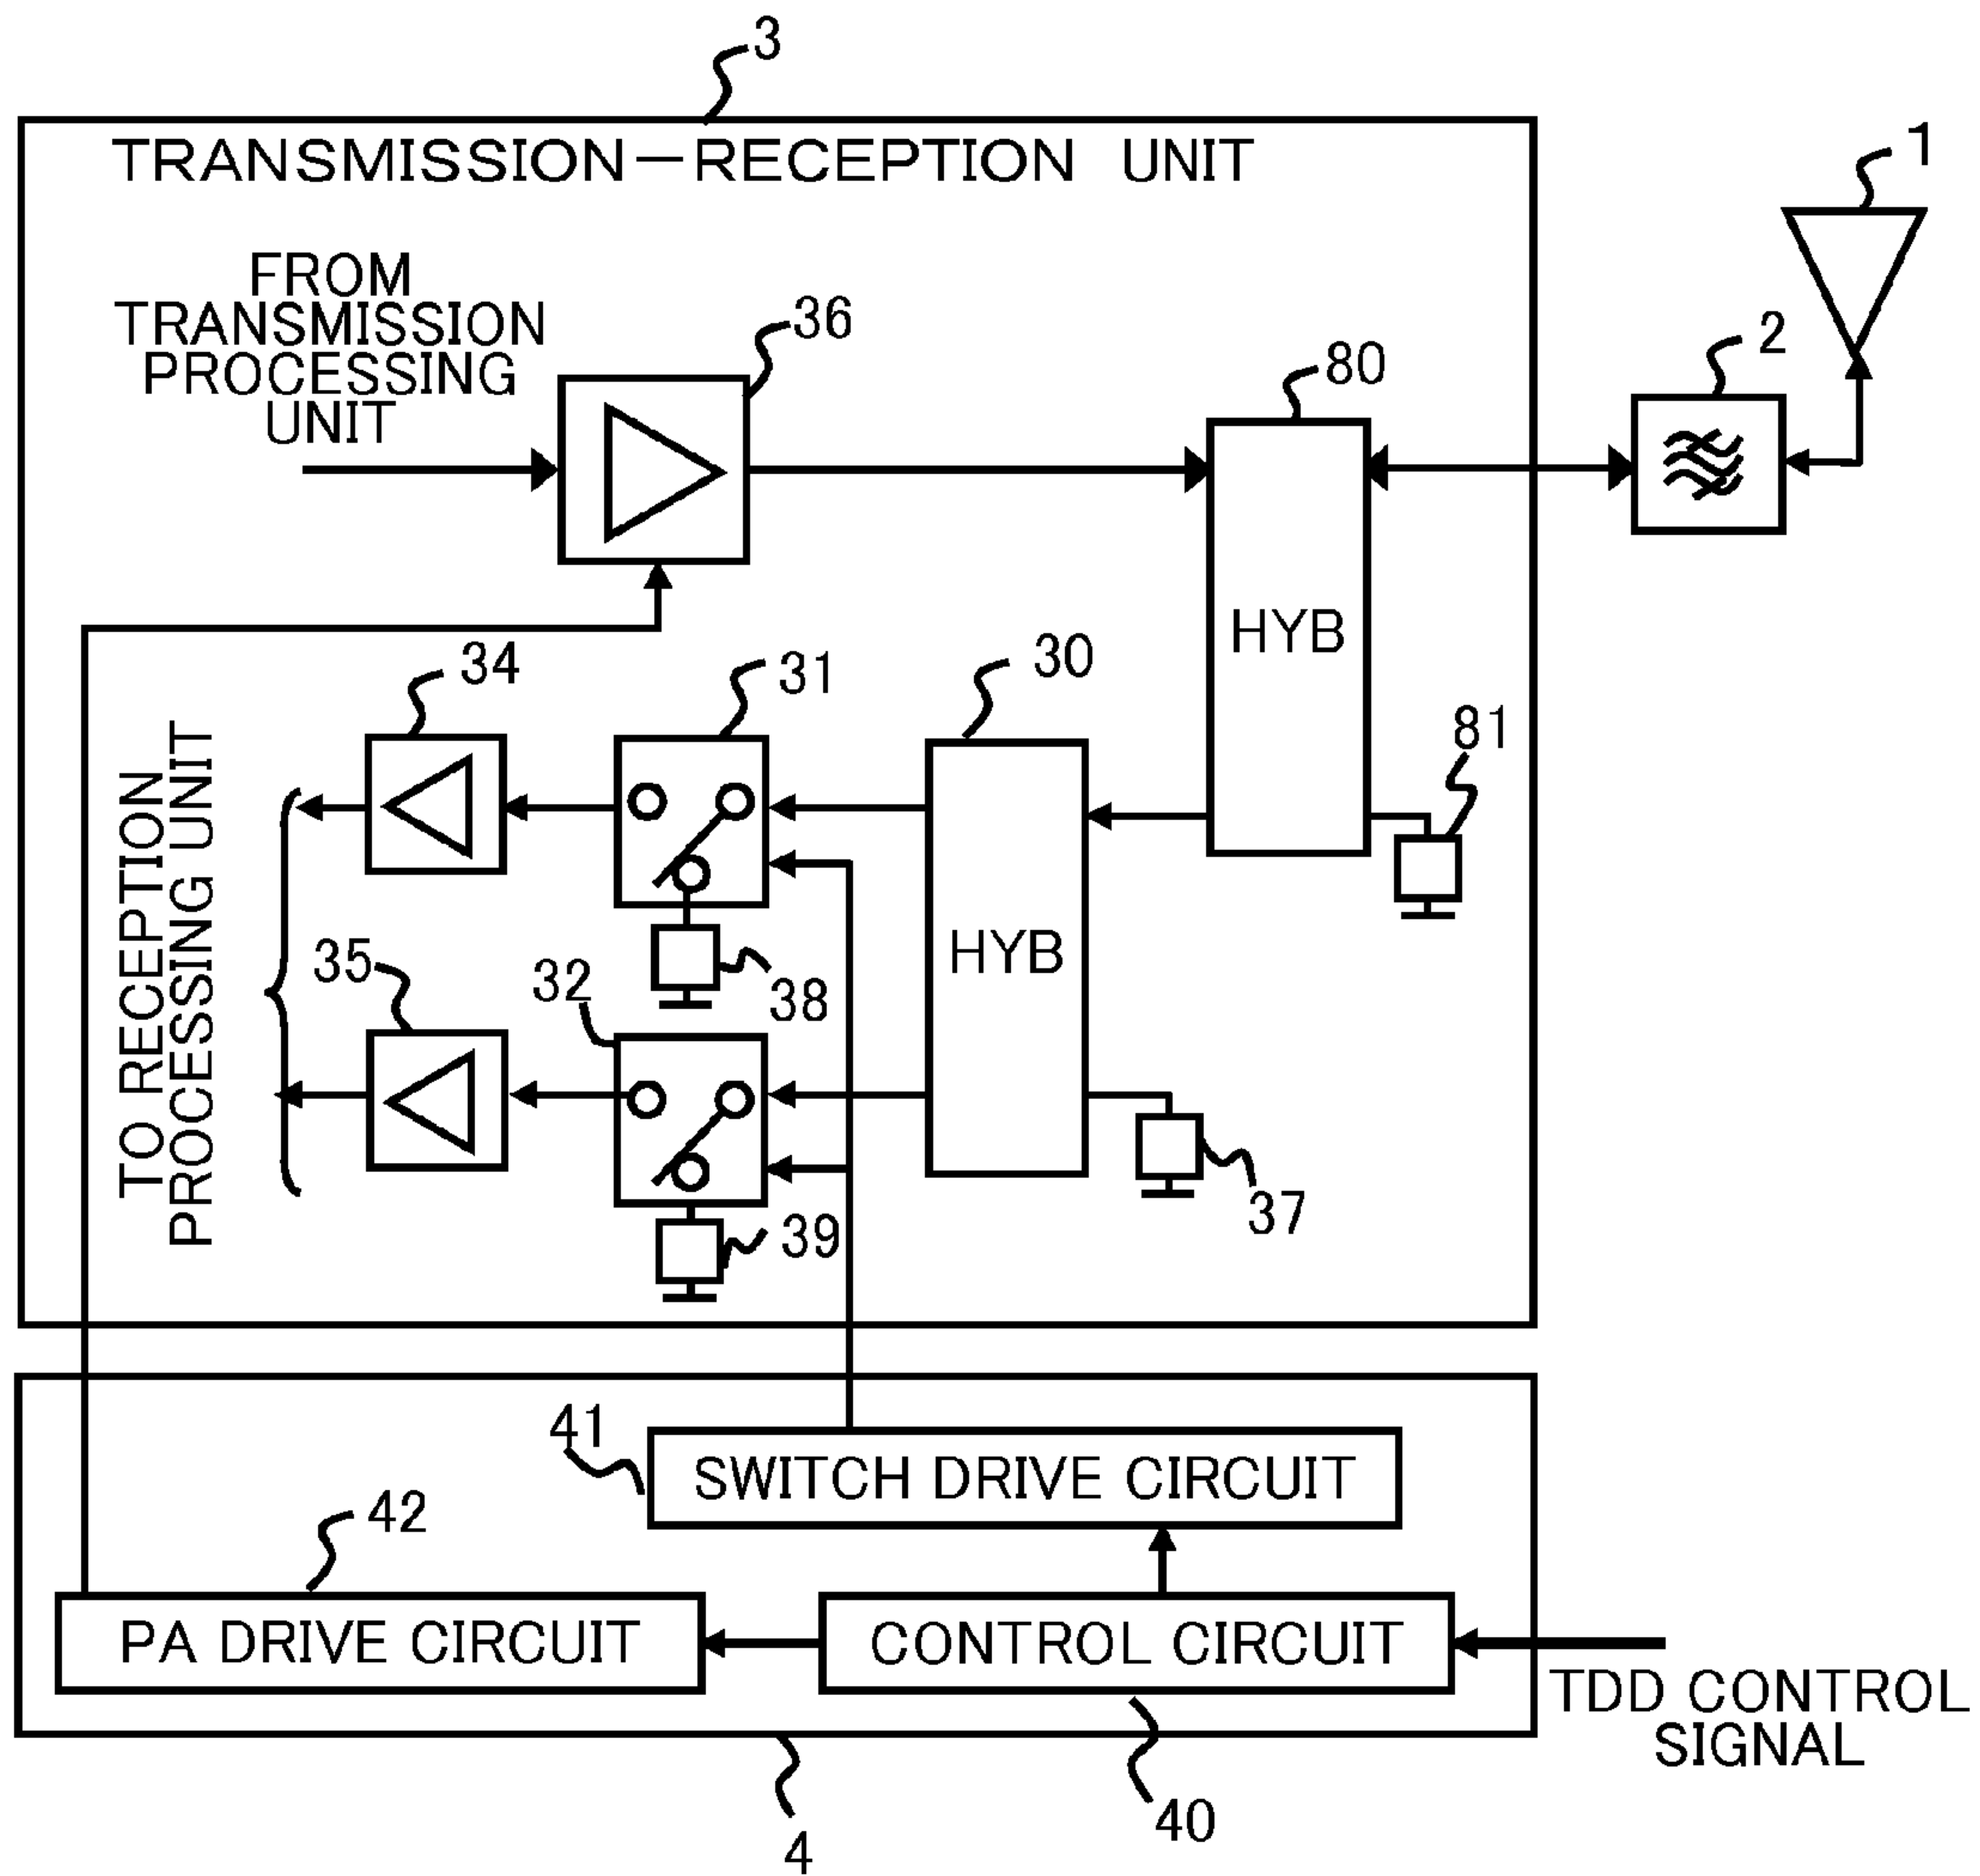 3
TRANSMISSION-RECEPTION UNIT
1
FROM
TRANSMISSION
PROCESSING
UNIT
36
80
2
HYB
34
31
30
81
TO RECEPTION
PROCESSING UNIT
HYB
35
32
38
37
39
41
SWITCH DRIVE CIRCUIT
42
PA DRIVE CIRCUIT
CONTROL CIRCUIT
TDD CONTROL
SIGNAL
40
4